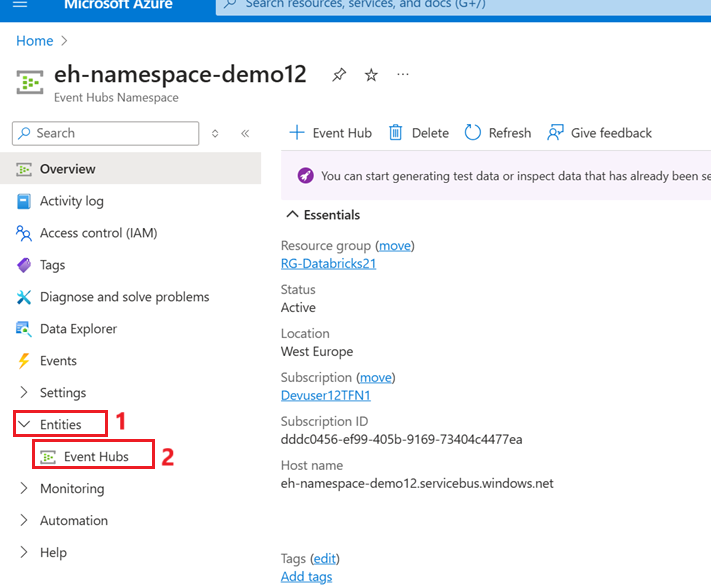 Microsoft Azure
Search resources, services, and docs (G+/)
Home
eh-namespace-demo12
Event Hubs Namespace
Search
Event Hub
Delete
Refresh
Give feedback
Overview
Activity log
Access control (IAM)
Tags
Diagnose and solve problems
Data Explorer
Events
Settings
Entities 1
Event Hubs 2
Monitoring
Automation
Help
You can start generating test data or inspect data that has already been se
Essentials
Resource group (move)
RG-Databricks21
Status
Active
Location
West Europe
Subscription (move)
Devuser12TFN1
Subscription ID
dddc0456-ef99-405b-9169-73404c4477ea
Host name
eh-namespace-demo12.servicebus.windows.net
Tags (edit)
Add tags